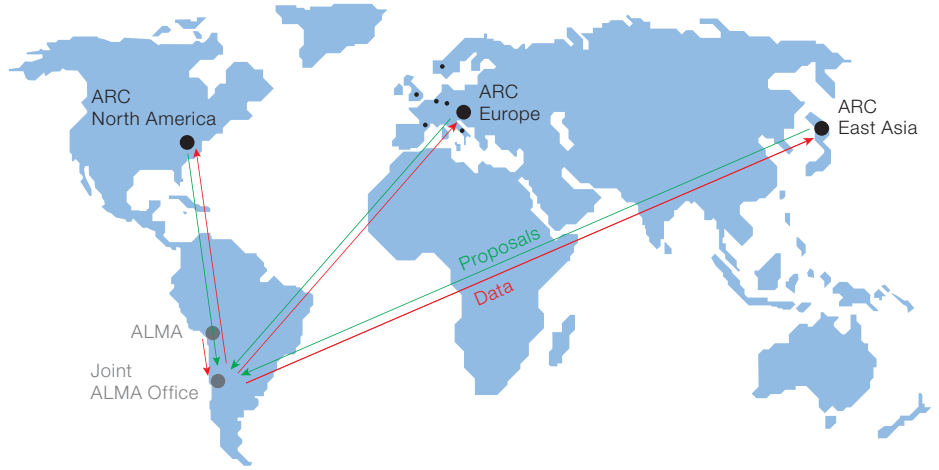 ARC
North America
ARC
Europe
ARC
East Asia
Proposals
Data
ALMA
Joint
ALMA Office